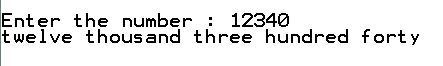 Enter the number : 12340
twelve thousand three hundred forty